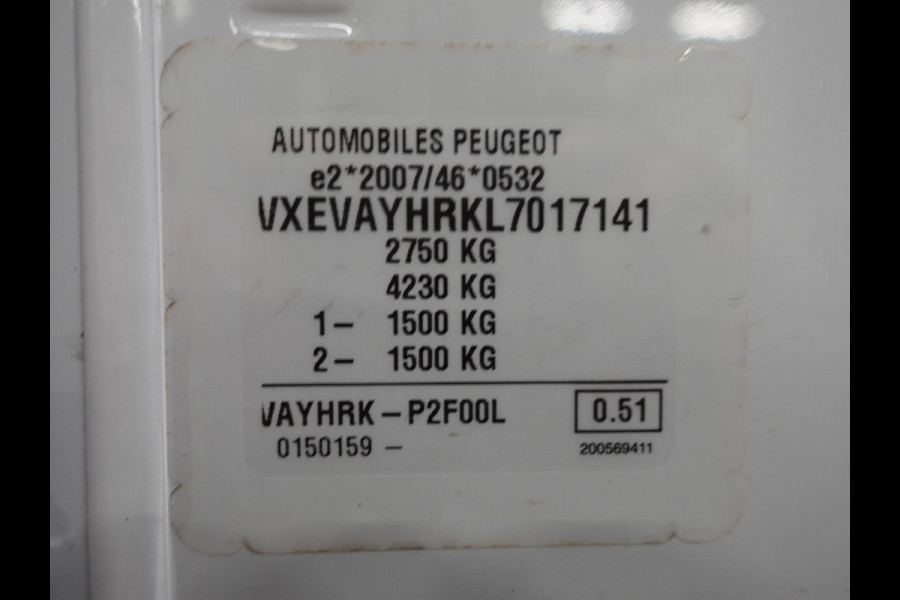 AUTOMOBILES PEUGEOT
e2*2007/46*0532
VXEVAYHRKL7017141
2750 KG
4230 KG
1- 1500 KG
2- 1500 KG
VAYHRK-P2F00L 0.51
0150159 - 200569411